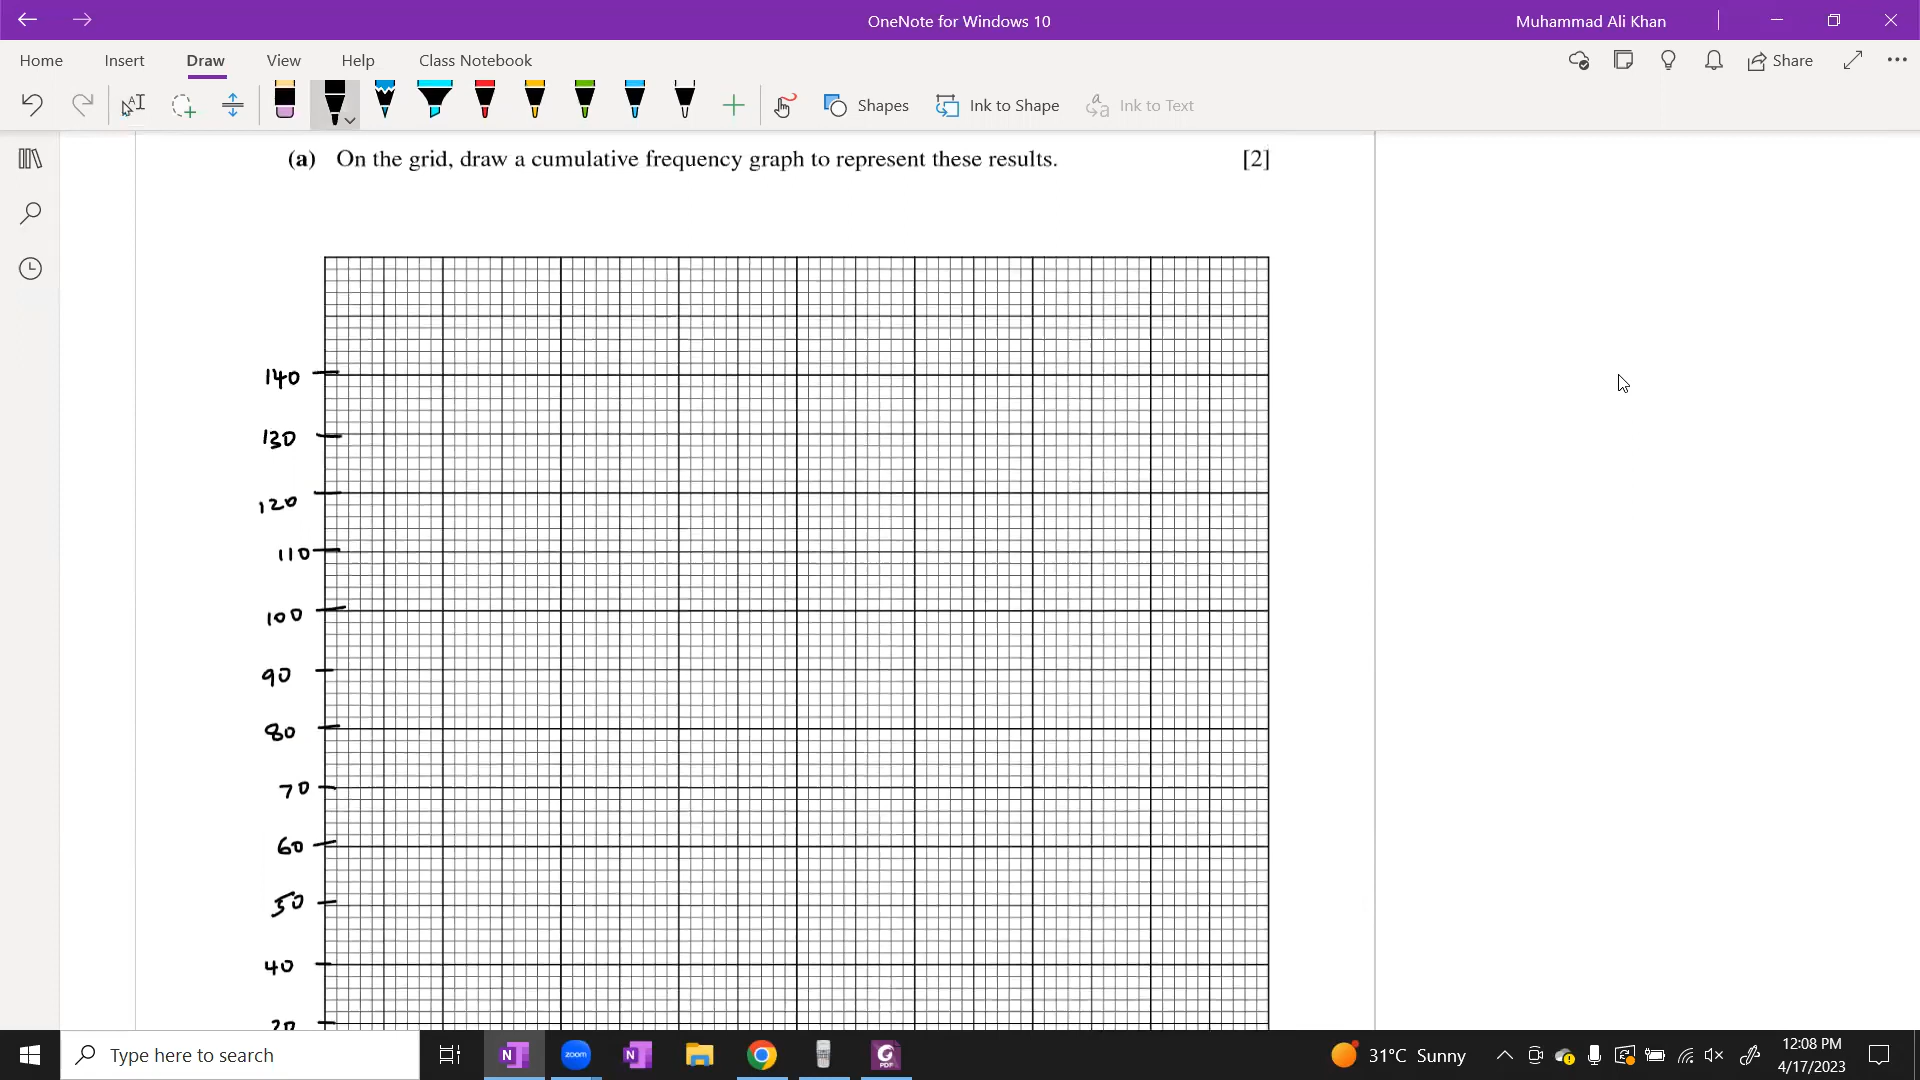 OneNote for Windows 10
Muhammad Ali Khan
Home Insert Draw View Help Class Notebook
Share
Shapes Ink to Shape Ink to Text
(a) On the grid, draw a cumulative frequency graph to represent these results. [2]
140
130
120
110
100
90
80
70
60
50
40
Type here to search
zoom
PDF
31°C Sunny
12:08 PM
4/17/2023